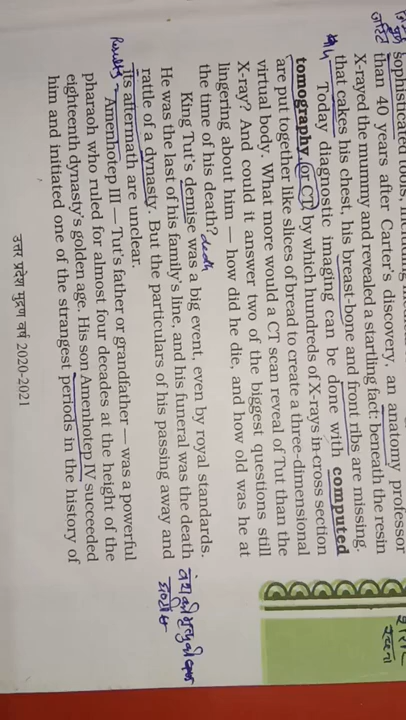 sophisticated tools, including
than 40 years after Carter's discovery, an anatomy professor
X-rayed the mummy and revealed a startling fact: beneath the resin
that cakes his chest, his breast-bone and front ribs are missing.
Today diagnostic imaging can be done with computed
tomography, or CT, by which hundreds of X-rays in cross section
are put together like slices of bread to create a three-dimensional
virtual body. What more would a CT scan reveal of Tut than the
X-ray? And could it answer two of the biggest questions still
lingering about him — how did he die, and how old was he at
the time of his death?
death
King Tut's demise was a big event, even by royal standards.
He was the last of his family's line, and his funeral was the death
rattle of a dynasty. But the particulars of his passing away and
its aftermath are unclear.
Results
Amenhotep III — Tut's father or grandfather — was a powerful
pharaoh who ruled for almost four decades at the height of the
eighteenth dynasty's golden age. His son Amenhotep IV succeeded
him and initiated one of the strangest periods in the history of
उत्तर प्रदेश मुद्रण वर्ष 2020-2021